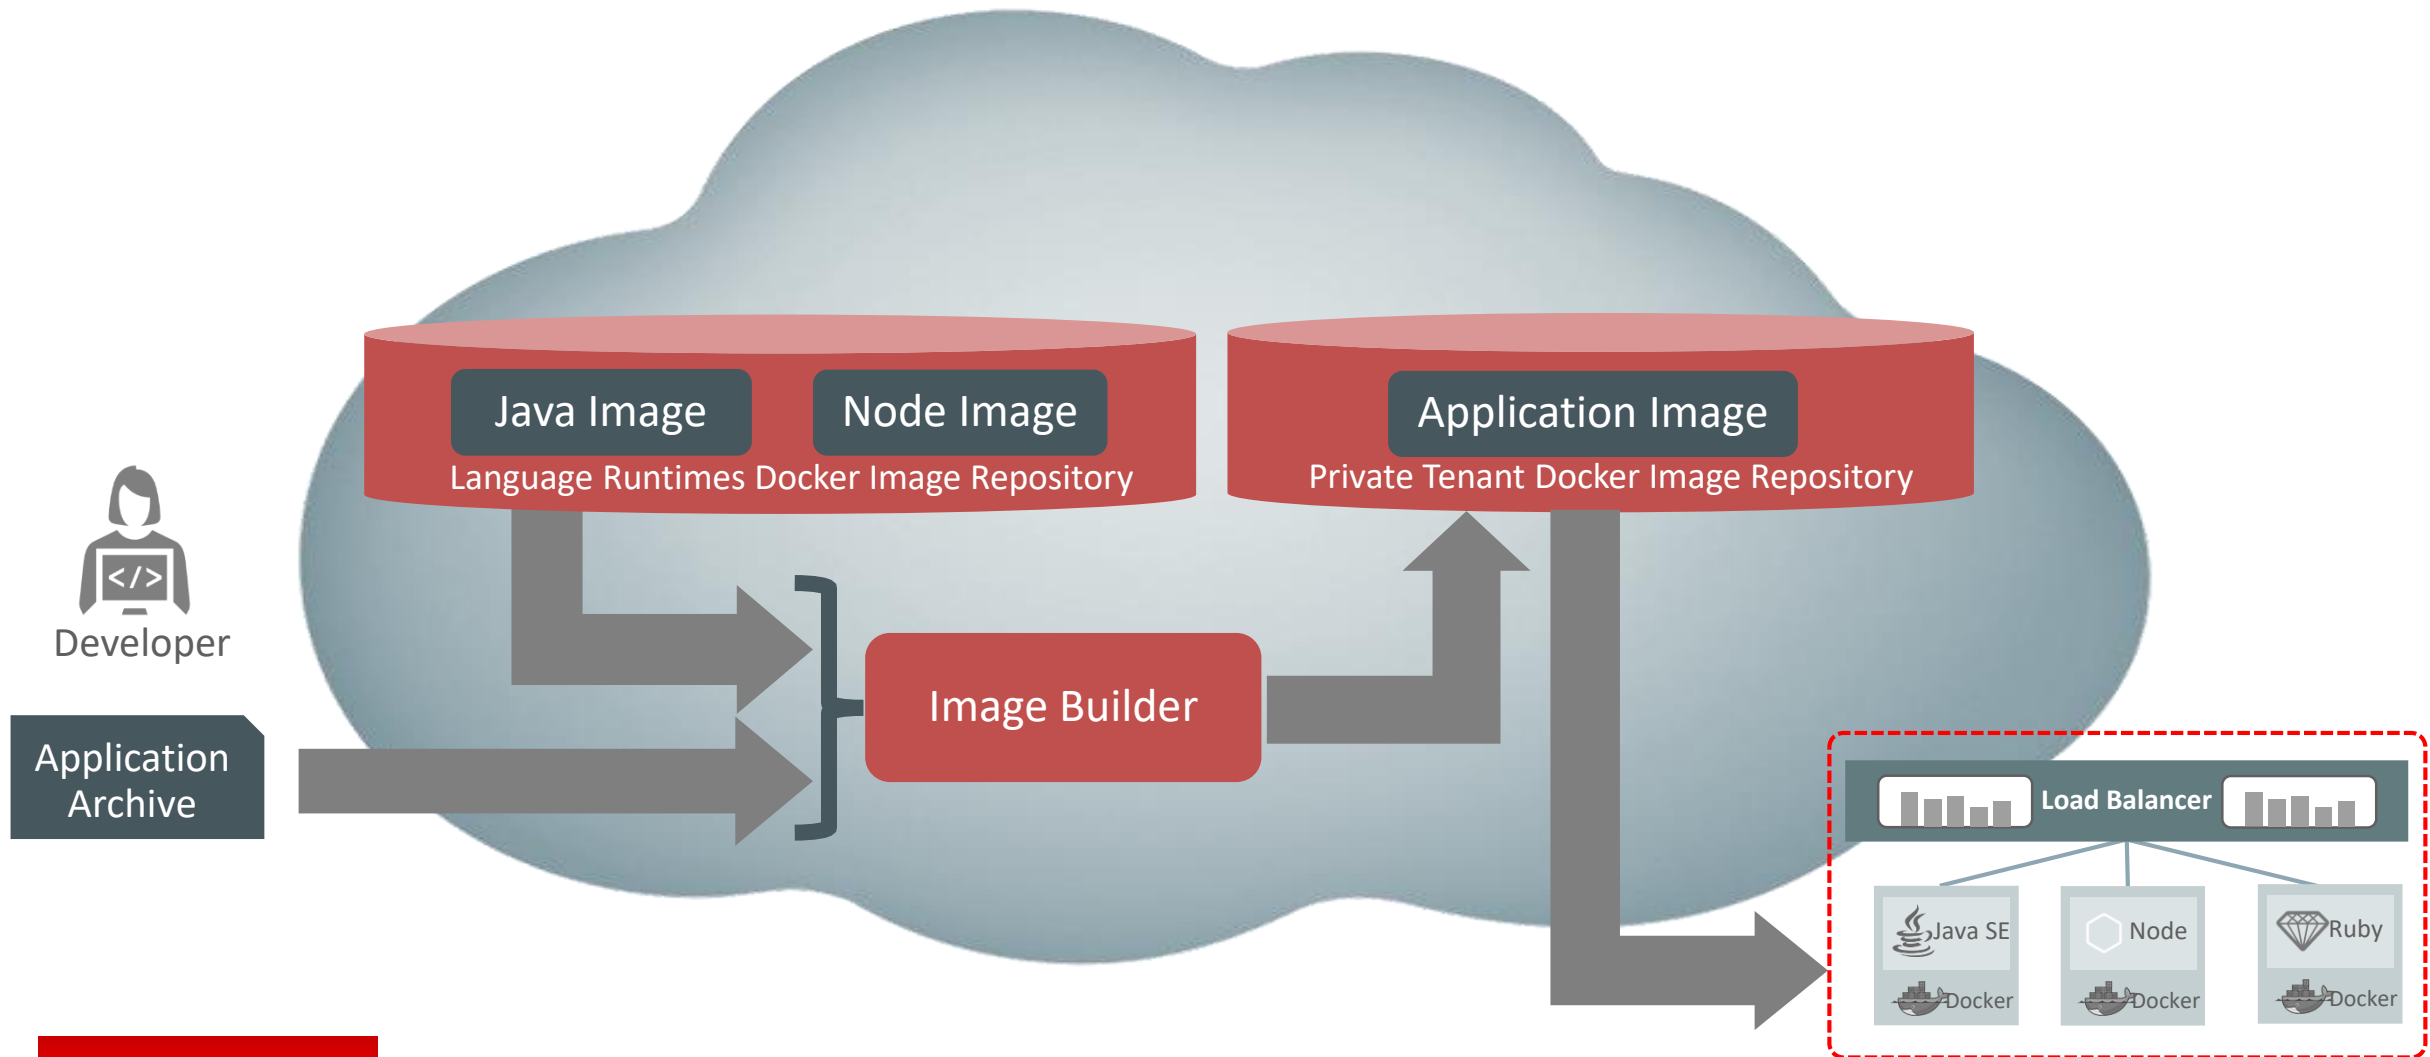 Java Image
Node Image
Language Runtimes Docker Image Repository
Application Image
Private Tenant Docker Image Repository
</>
Developer
Application
Archive
Image Builder
Load Balancer
Java SE
Docker
Node
Docker
Ruby
Docker